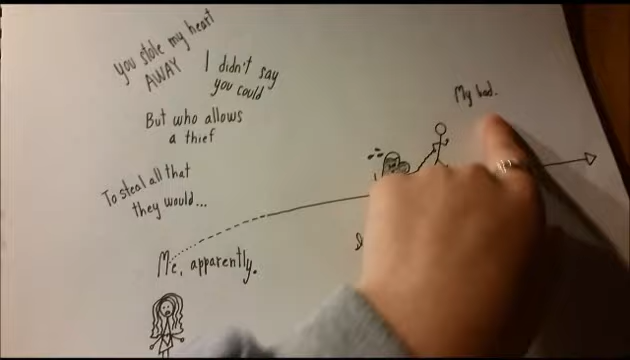 you stole my heart
AWAY
I didn't say
you could
But who allows
a thief
To steal all that
they would...
Me, apparently.
My bad.